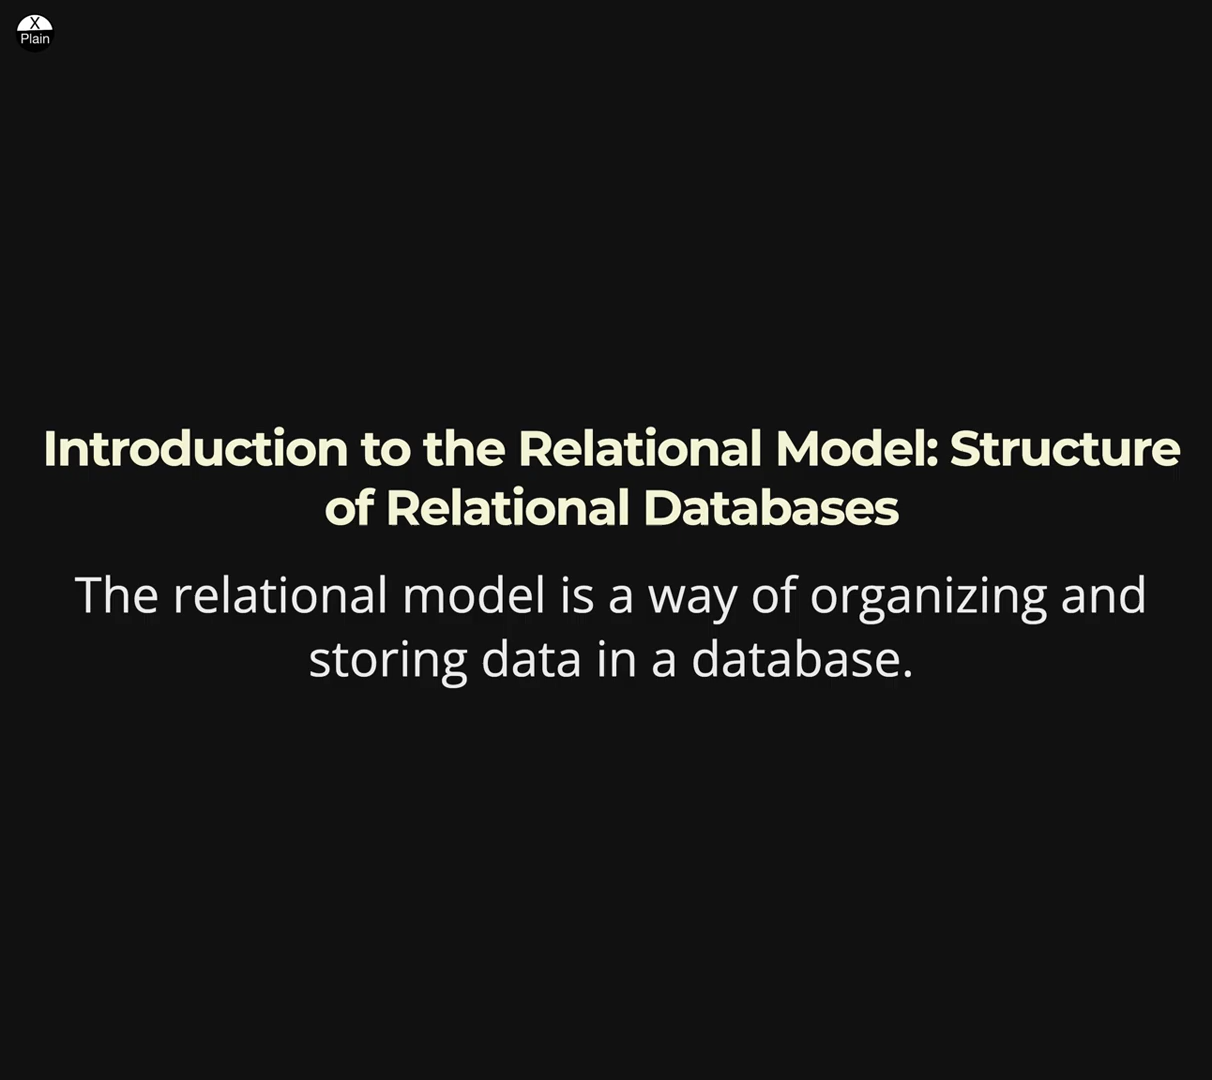 X
Plain
Introduction to the Relational Model: Structure
of Relational Databases
The relational model is a way of organizing and
storing data in a database.